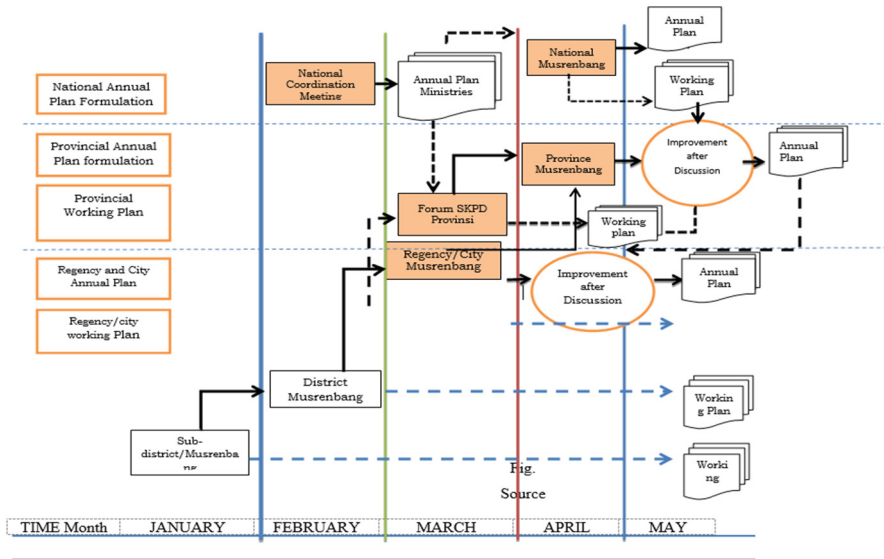 Annual
Plan
National
Musrenbang
National
Coordination
Meeting
Annual Plan
Ministries
Working
Plan
National Annual
Plan Formulation
Provincial Annual
Plan formulation
Province
Musrenbang
Improvement
after
Discussion
Annual
Plan
Provincial
Working Plan
Forum SKPD
Provinsi
Working
plan
Regency/City
Musrenbang
Regency and City
Annual Plan
Improvement
after
Discussion
Annual
Plan
Regency/city
working Plan
District
Musrenbang
Workin
g Plan
Sub-
district/Musrenba
ng
Worki
ng
Fig.
Source
TIME Month JANUARY FEBRUARY MARCH APRIL MAY